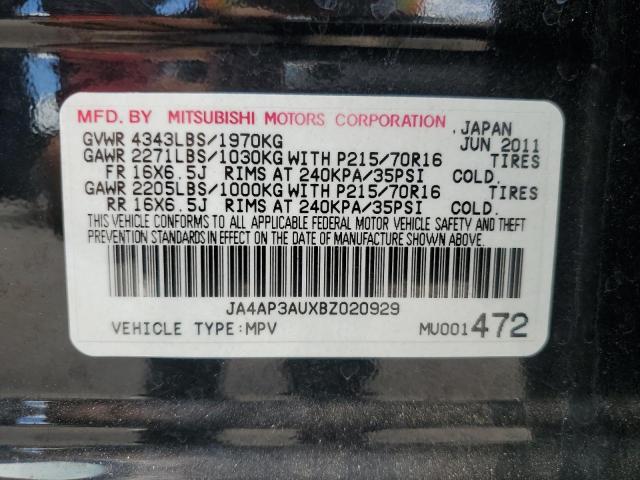 MFD. BY MITSUBISHI MOTORS CORPORATION , JAPAN
GVWR 4343LBS/1970KG JUN 2011
GAWR 2271LBS/1030KG WITH P215/70R16 TIRES
FR 16X6.5J RIMS AT 240KPA/35PSI COLD.
GAWR 2205LBS/1000KG WITH P215/70R16 TIRES
RR 16X6.5J RIMS AT 240KPA/35PSI COLD.
THIS VEHICLE CONFORMS TO ALL APPLICABLE FEDERAL MOTOR VEHICLE SAFETY AND THEFT
PREVENTION STANDARDS IN EFFECT ON THE DATE OF MANUFACTURE SHOWN ABOVE.
JA4AP3AUXBZ020929
VEHICLE TYPE:MPV MU001472